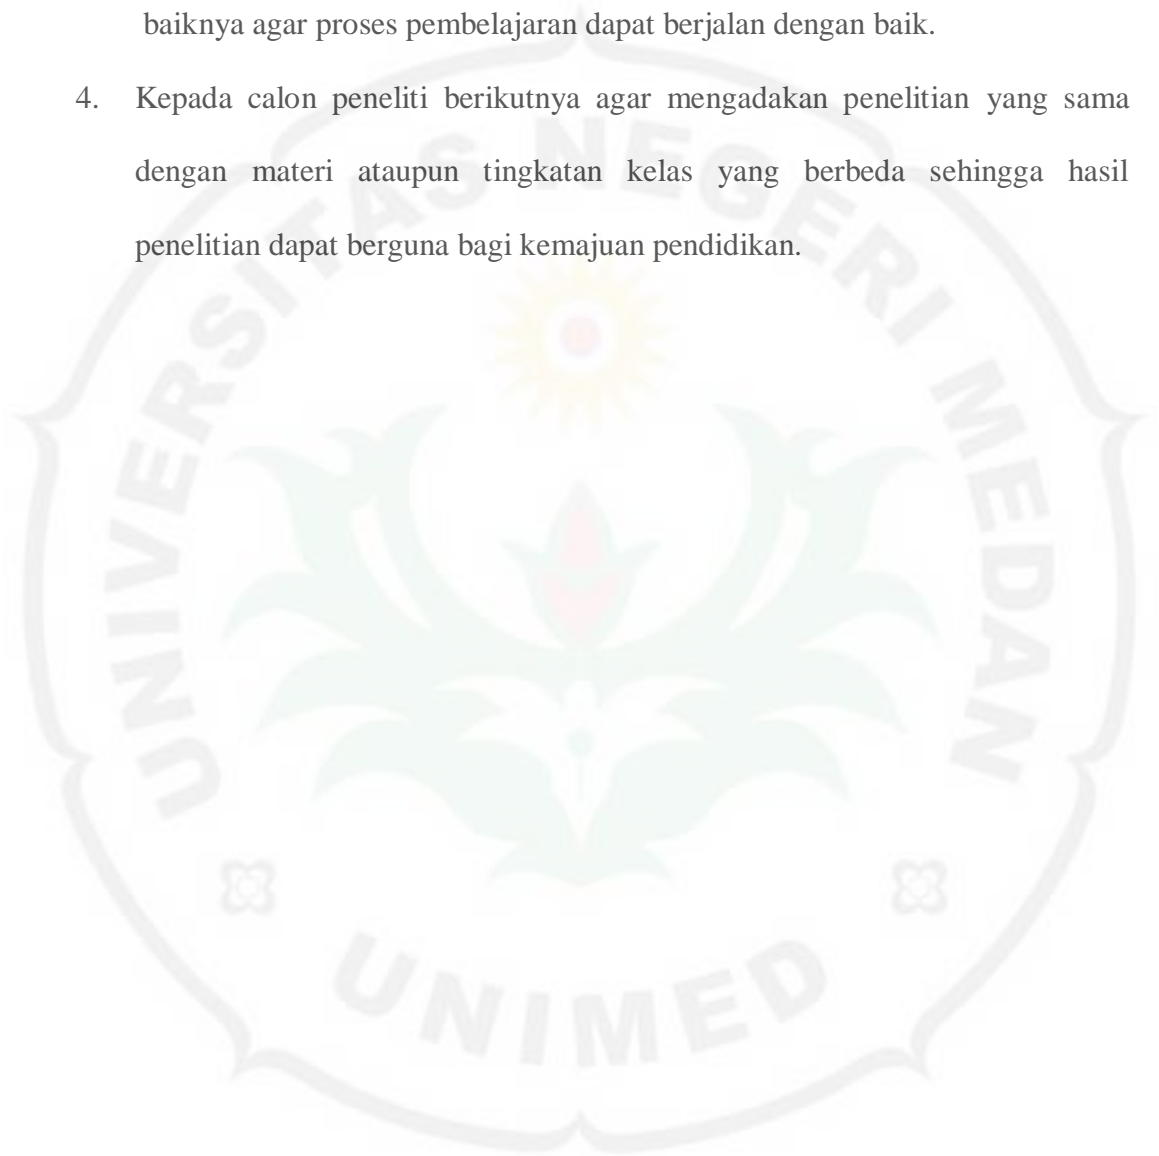 baiknya agar proses pembelajaran dapat berjalan dengan baik.
4. Kepada calon peneliti berikutnya agar mengadakan penelitian yang sama
dengan materi ataupun tingkatan kelas yang berbeda sehingga hasil
penelitian dapat berguna bagi kemajuan pendidikan.
UNIVERSITAS NEGERI MEDAN
UNIMED